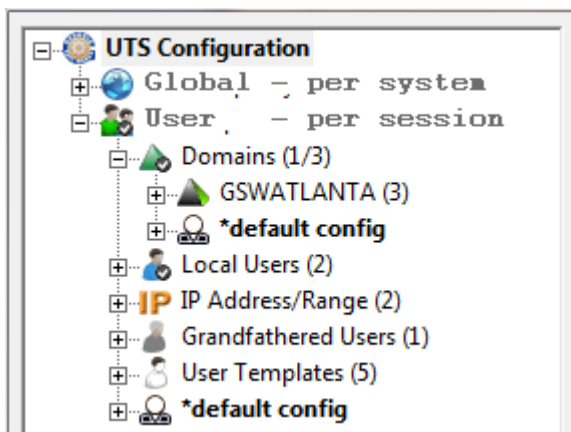 UTS Configuration
Global - per system
User - per session
Domains (1/3)
GSWATLANTA (3)
*default config
Local Users (2)
IP IP Address/Range (2)
Grandfathered Users (1)
User Templates (5)
*default config